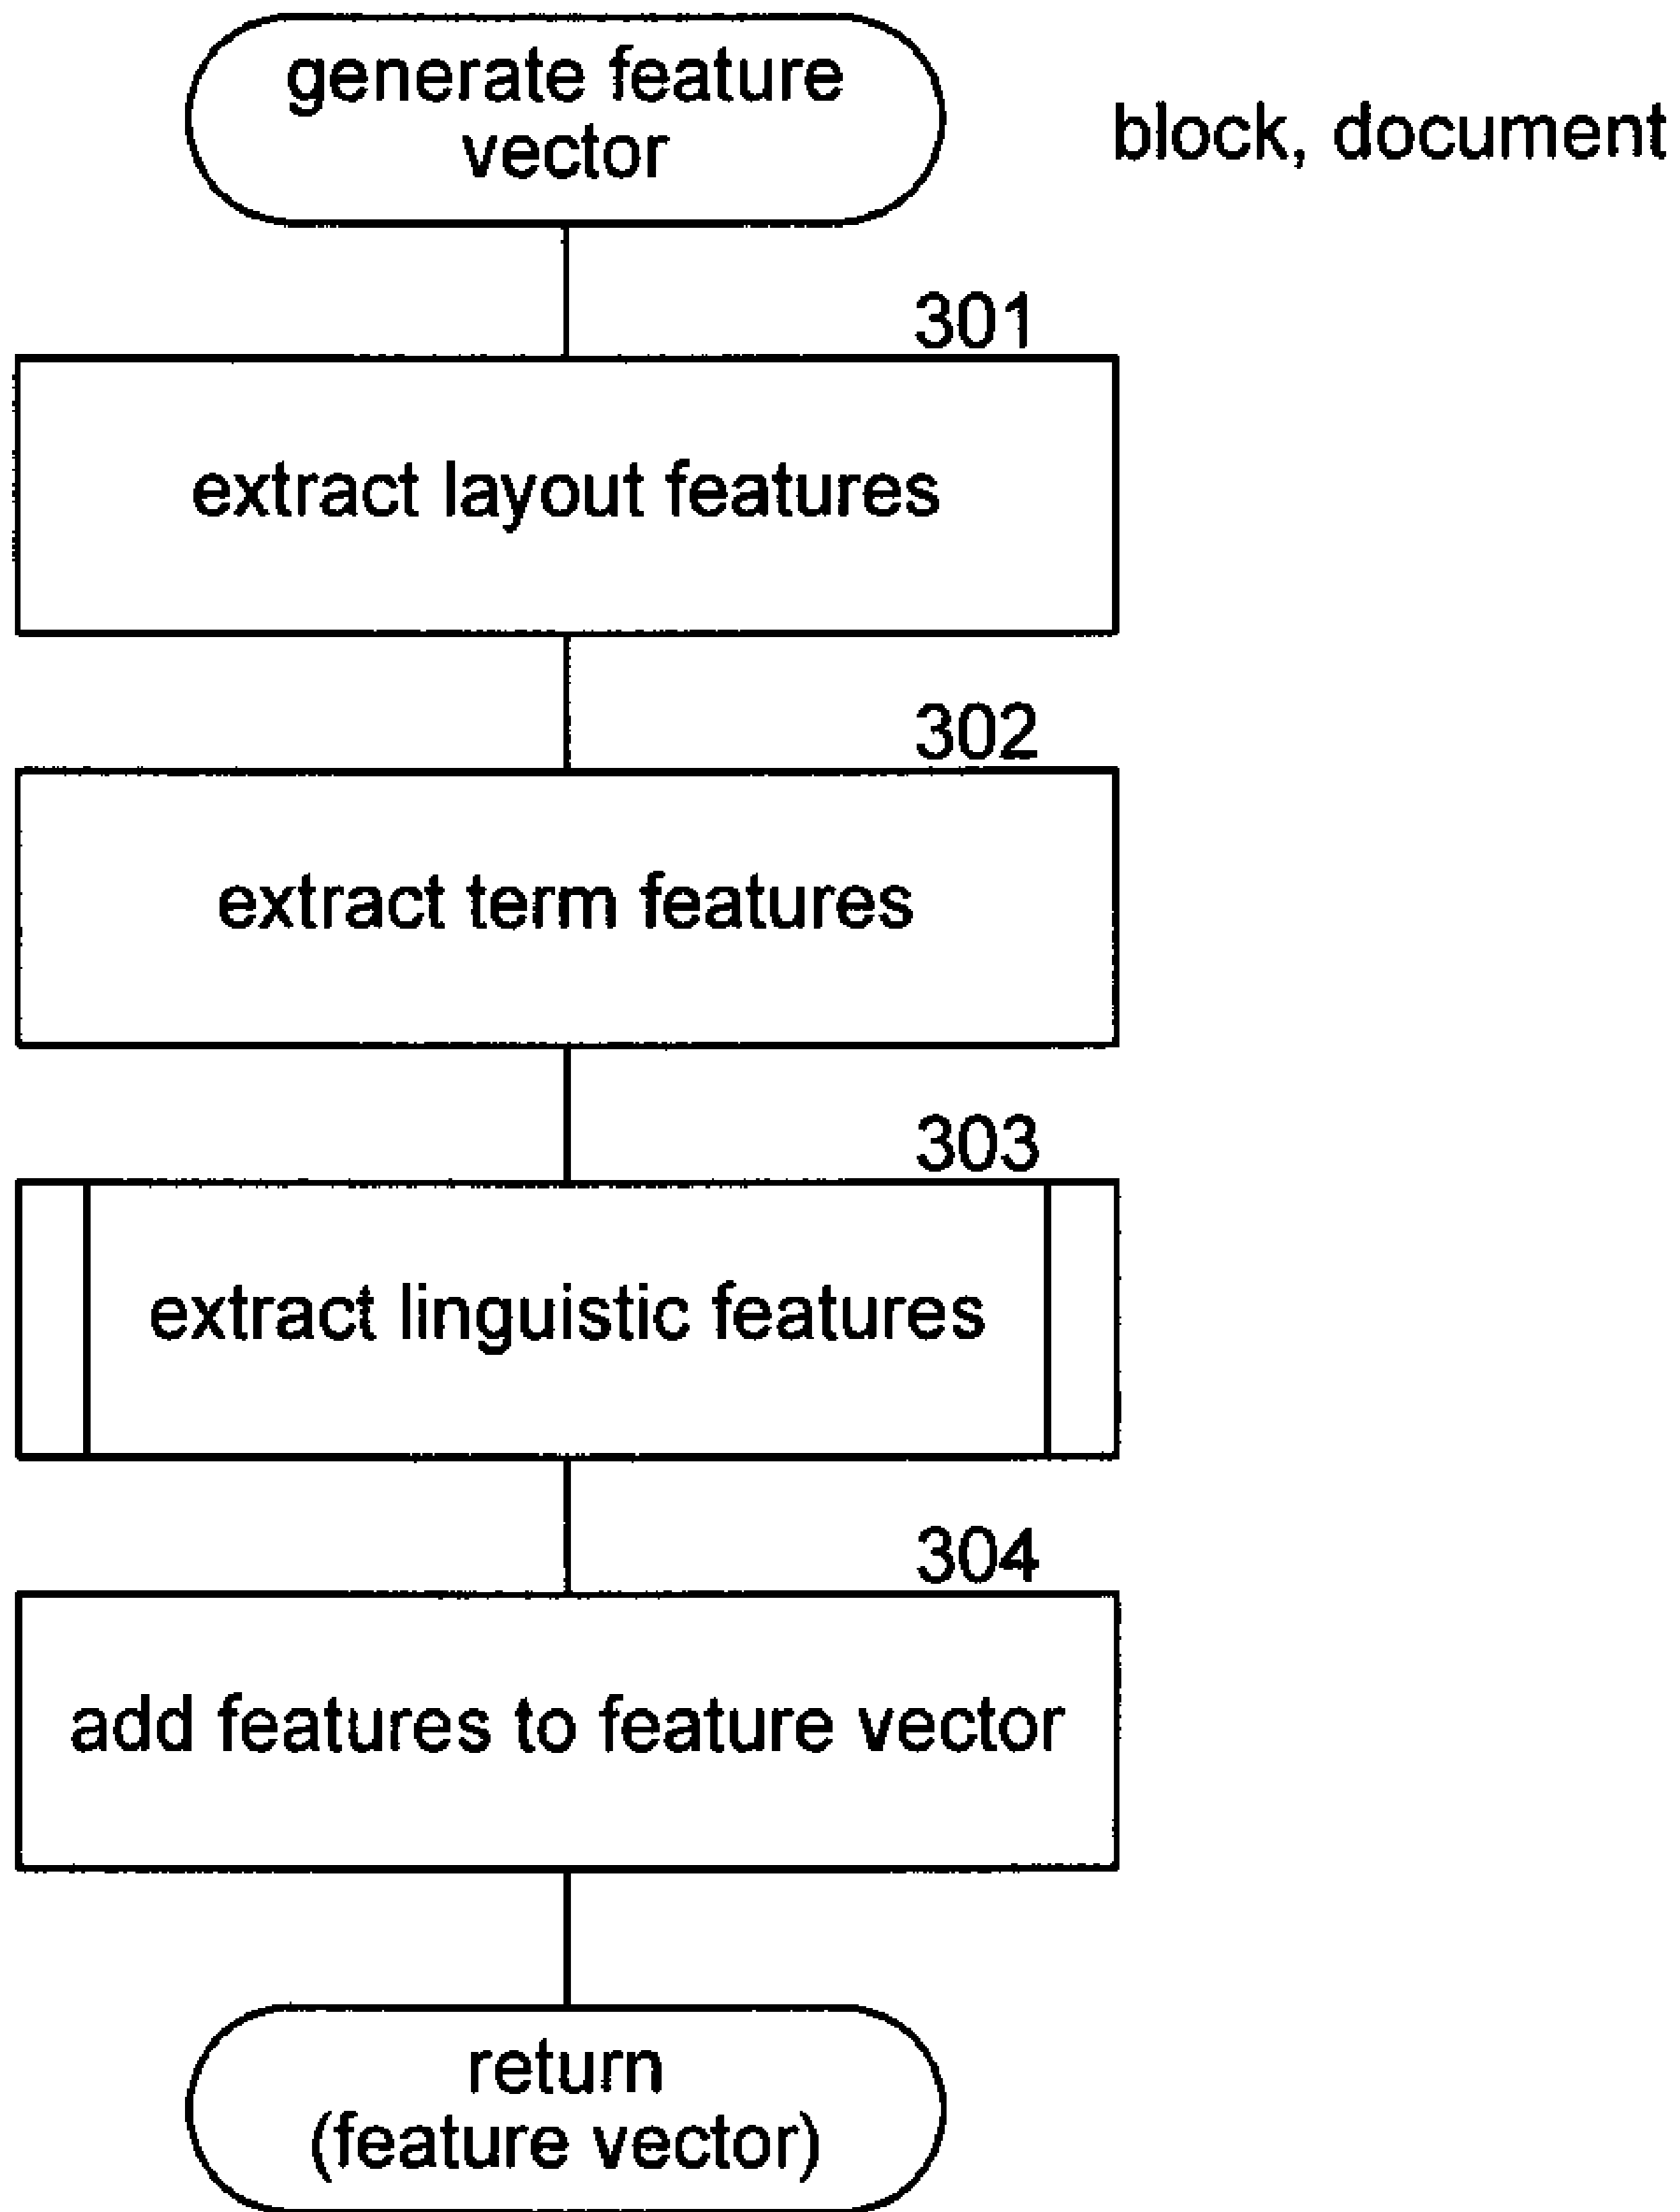 generate feature
vector
block, document
301
extract layout features
302
extract term features
303
extract linguistic features
304
add features to feature vector
return
(feature vector)